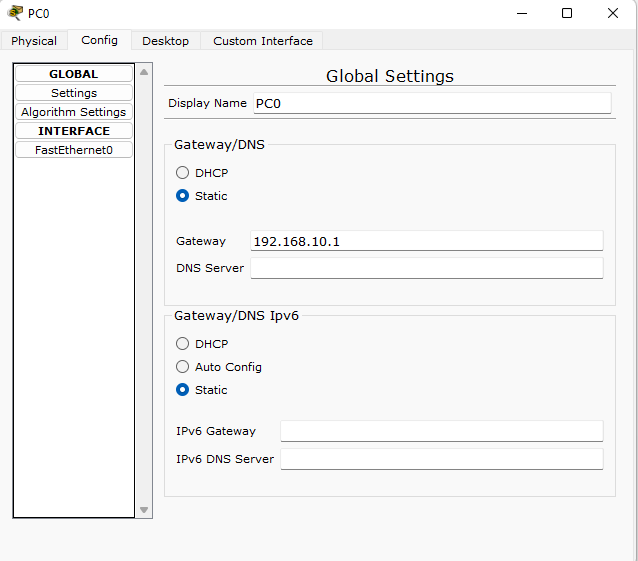 PC0
Physical Config Desktop Custom Interface
GLOBAL
Settings
Algorithm Settings
INTERFACE
FastEthernet0
Global Settings
Display Name PC0
Gateway/DNS
DHCP
Static
Gateway 192.168.10.1
DNS Server
Gateway/DNS Ipv6
DHCP
Auto Config
Static
IPv6 Gateway
IPv6 DNS Server